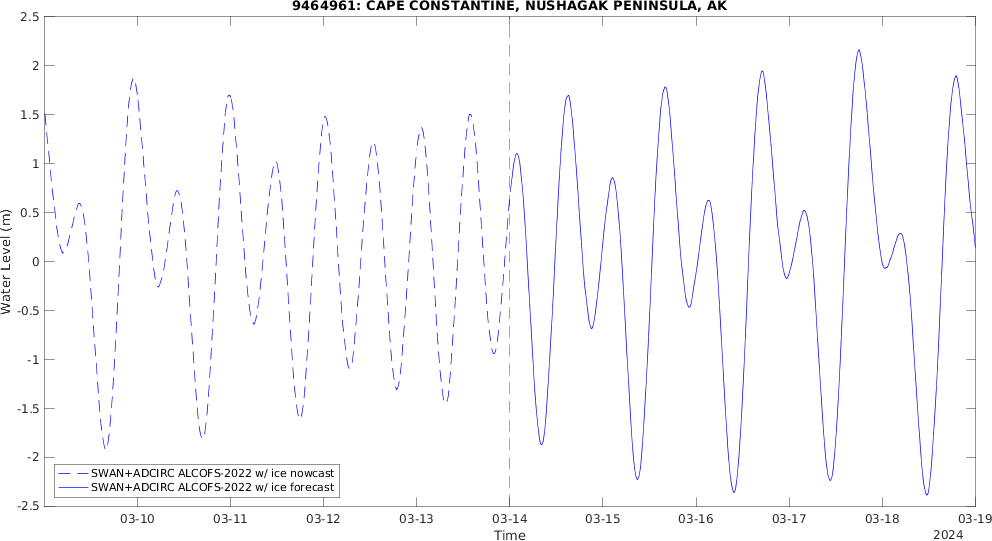 9464961: CAPE CONSTANTINE, NUSHAGAK PENINSULA, AK
2.5
2
1.5
1
0.5
0
-0.5
-1
-1.5
-2
-2.5
Water Level (m)
SWAN+ADCIRC ALCOFS-2022 w/ ice nowcast
SWAN+ADCIRC ALCOFS-2022 w/ ice forecast
03-10 03-11 03-12 03-13 03-14 03-15 03-16 03-17 03-18 03-19
Time
2024